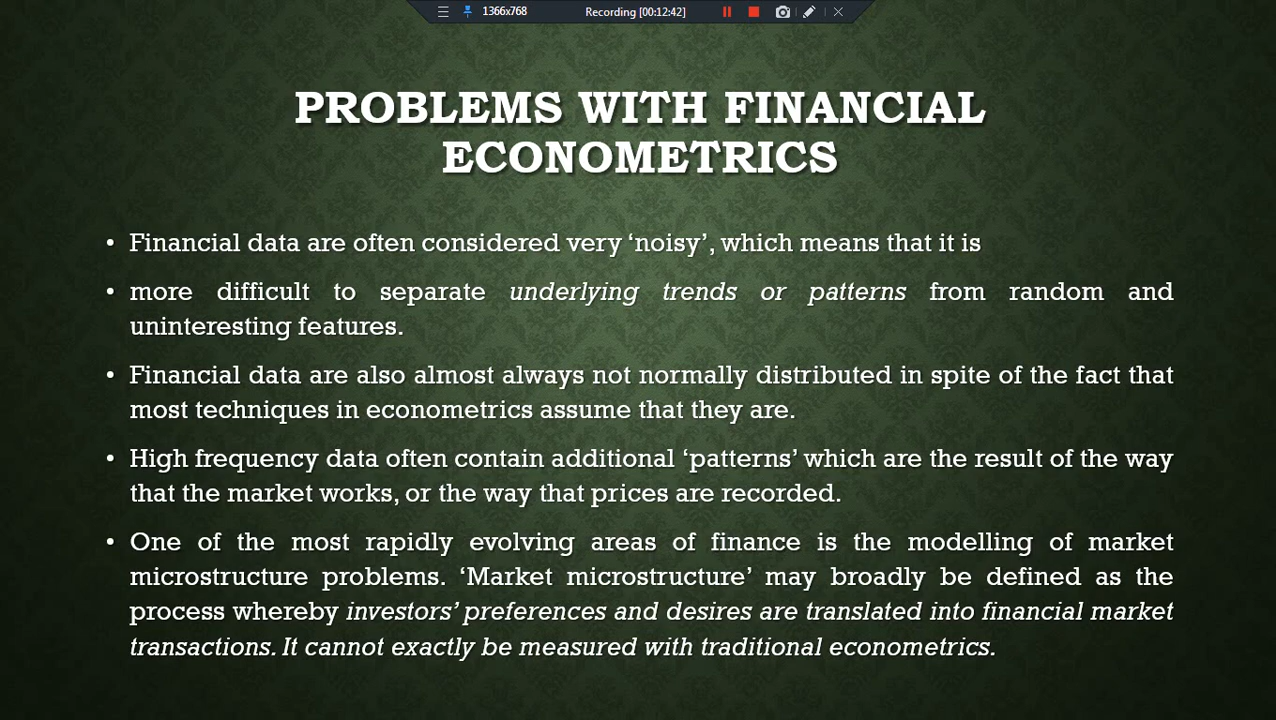 1366x768
Recording [00:12:42]
PROBLEMS WITH FINANCIAL
ECONOMETRICS
• Financial data are often considered very ‘noisy’, which means that it is
• more difficult to separate underlying trends or patterns from random and
uninteresting features.
• Financial data are also almost always not normally distributed in spite of the fact that
most techniques in econometrics assume that they are.
• High frequency data often contain additional ‘patterns’ which are the result of the way
that the market works, or the way that prices are recorded.
• One of the most rapidly evolving areas of finance is the modelling of market
microstructure problems. ‘Market microstructure’ may broadly be defined as the
process whereby investors’ preferences and desires are translated into financial market
transactions. It cannot exactly be measured with traditional econometrics.